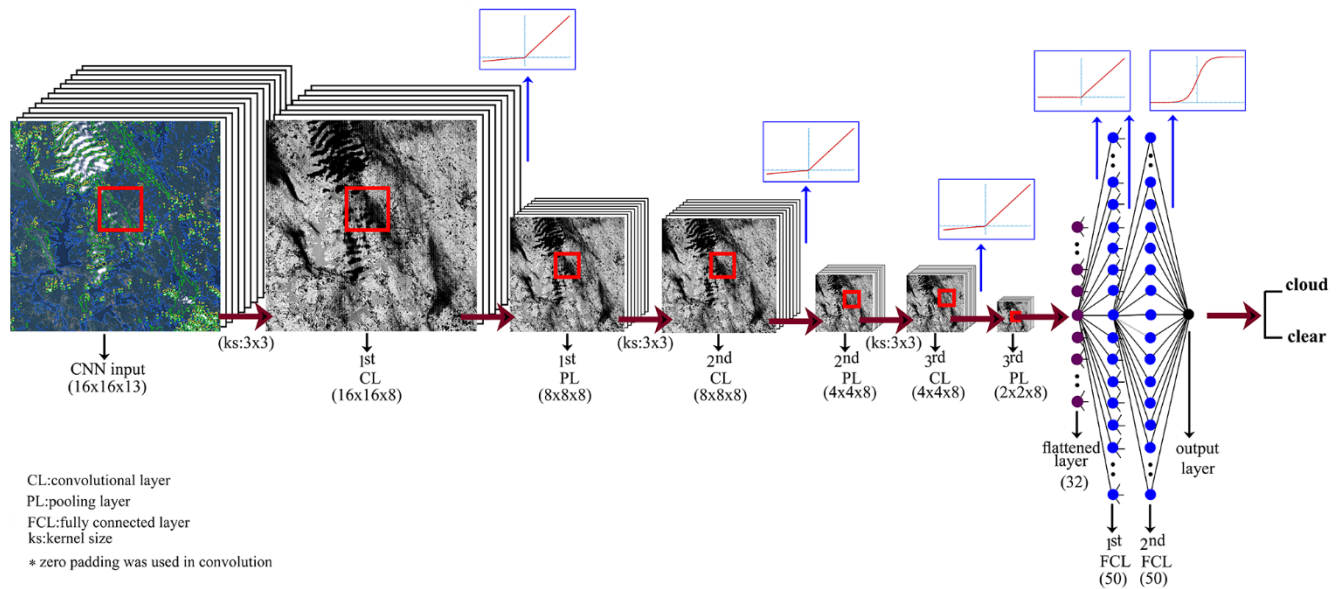 cloud
clear
(ks:3x3)
(ks:3x3)
(ks:3x3)
CNN input
(16x16x13)
1st
CL
(16x16x8)
1st
PL
(8x8x8)
2nd
CL
(8x8x8)
2nd
PL
(4x4x8)
3rd
CL
(4x4x8)
3rd
PL
(2x2x8)
flattened
layer
(32)
output
layer
1st
FCL
(50)
2nd
FCL
(50)
CL:convolutional layer
PL:pooling layer
FCL:fully connected layer
ks:kernel size
* zero padding was used in convolution